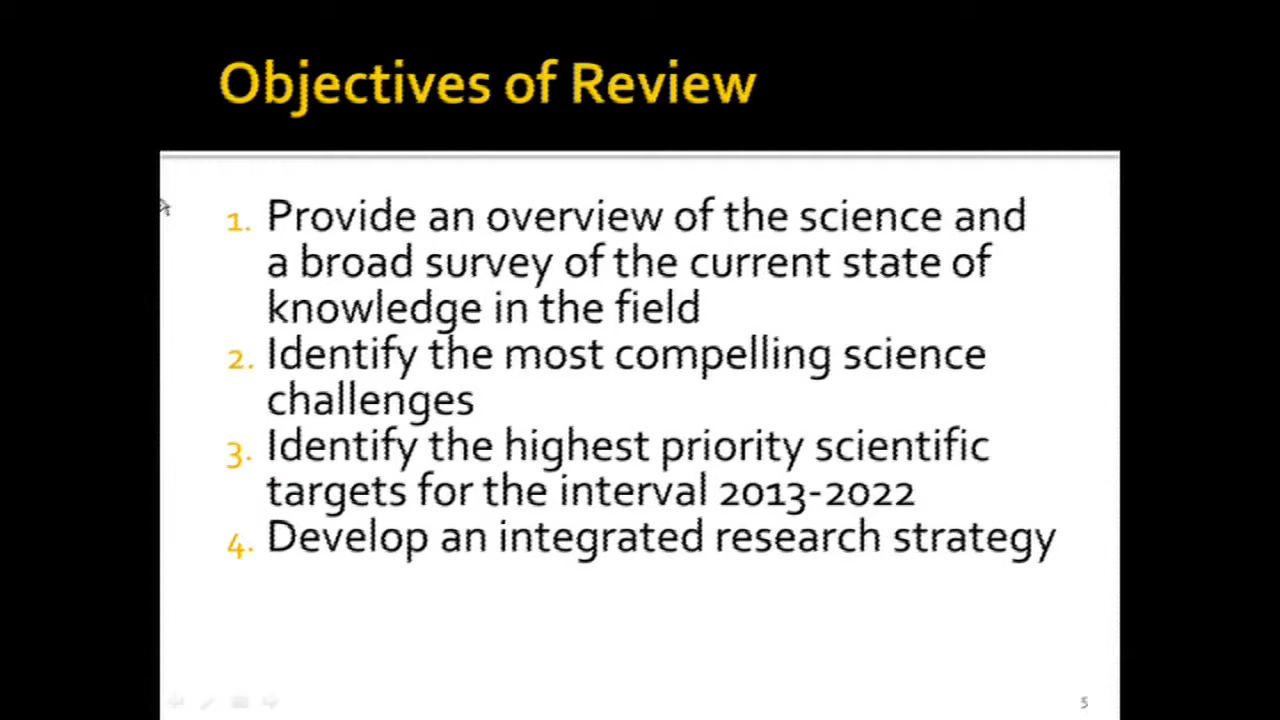 Objectives of Review
1. Provide an overview of the science and
a broad survey of the current state of
knowledge in the field
2. Identify the most compelling science
challenges
3. Identify the highest priority scientific
targets for the interval 2013-2022
4. Develop an integrated research strategy
5